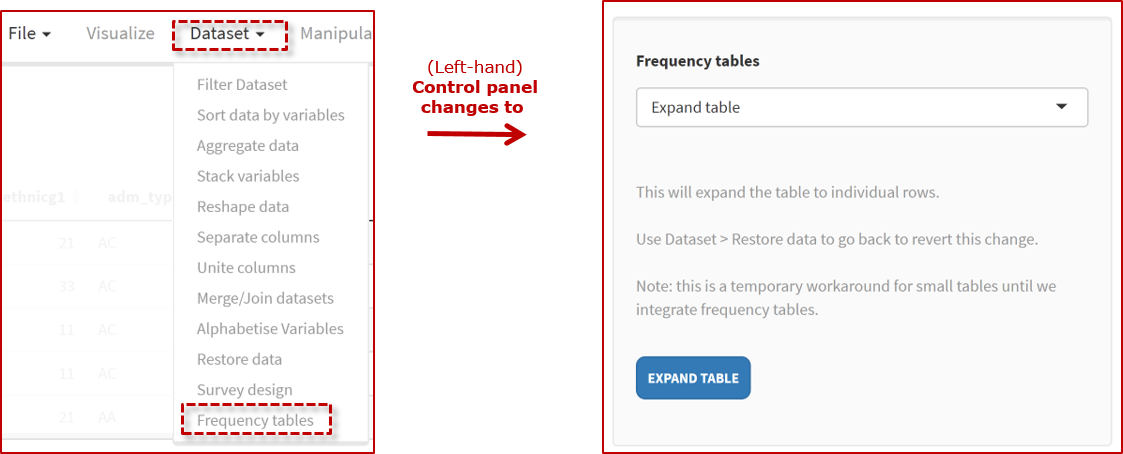 File Visualize Dataset Manipula
Filter Dataset
Sort data by variables
Aggregate data
Stack variables
Reshape data
Separate columns
Unite columns
Merge/Join datasets
Alphabetise Variables
Restore data
Survey design
Frequency tables
ethnicg1 adm_typ
21 AC
33 AC
11 AC
11 AC
21 AA
(Left-hand)
Control panel
changes to
Frequency tables
Expand table
This will expand the table to individual rows.
Use Dataset > Restore data to go back to revert this change.
Note: this is a temporary workaround for small tables until we
integrate frequency tables.
EXPAND TABLE